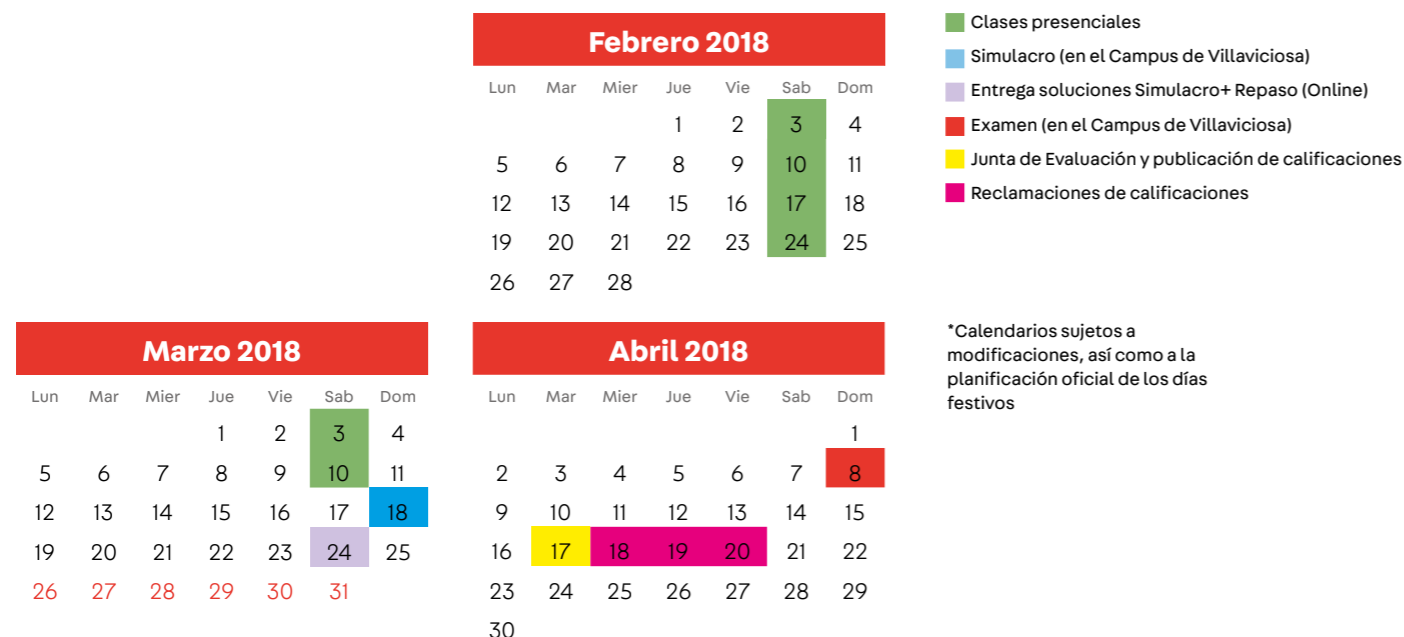 Febrero 2018
Lun Mar Mier Jue Vie Sab Dom
1 2 3 4
5 6 7 8 9 10 11
12 13 14 15 16 17 18
19 20 21 22 23 24 25
26 27 28
Clases presenciales
Simulacro (en el Campus de Villaviciosa)
Entrega soluciones Simulacro+ Repaso (Online)
Examen (en el Campus de Villaviciosa)
Junta de Evaluación y publicación de calificaciones
Reclamaciones de calificaciones
Marzo 2018
Lun Mar Mier Jue Vie Sab Dom
1 2 3 4
5 6 7 8 9 10 11
12 13 14 15 16 17 18
19 20 21 22 23 24 25
26 27 28 29 30 31
Abril 2018
Lun Mar Mier Jue Vie Sab Dom
1
2 3 4 5 6 7 8
9 10 11 12 13 14 15
16 17 18 19 20 21 22
23 24 25 26 27 28 29
30
*Calendarios sujetos a
modificaciones, así como a la
planificación oficial de los días
festivos